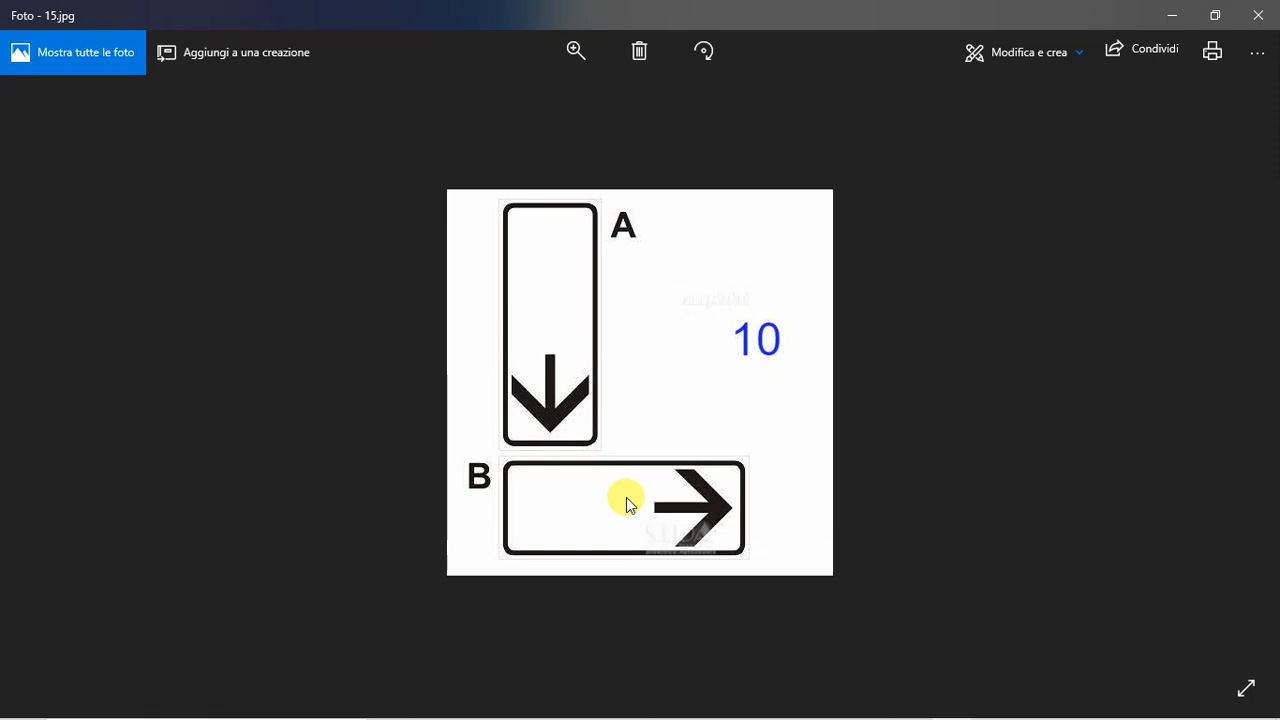 Foto - 15.jpg
Mostra tutte le foto
Aggiungi a una creazione
Modifica e crea
Condividi
A
10
B